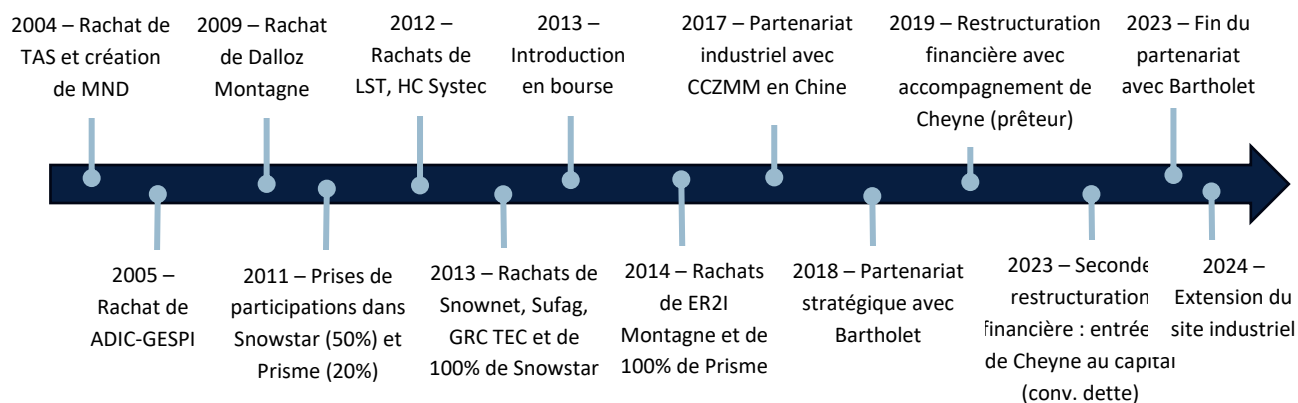 2004 – Rachat de
TAS et création
de MND
2009 – Rachat
de Dalloz
Montagne
2012 –
Rachats de
LST, HC Systec
2013 –
Introduction
en bourse
2017 – Partenariat
industriel avec
CCZMM en Chine
2019 – Restructuration
financière avec
accompagnement de
Cheyne (prêteur)
2023 – Fin du
partenariat
avec Bartholet
2005 –
Rachat de
ADIC-GESPI
2011 – Prises de
participations dans
Snowstar (50%) et
Prisme (20%)
2013 – Rachats de
Snownet, Sufag,
GRC TEC et de
100% de Snowstar
2014 – Rachats
de ER2I
Montagne et de
100% de Prisme
2018 – Partenariat
stratégique avec
Bartholet
2023 – Seconde
restructuration
financière : entrée
de Cheyne au capital
(conv. dette)
2024 –
Extension du
site industriel